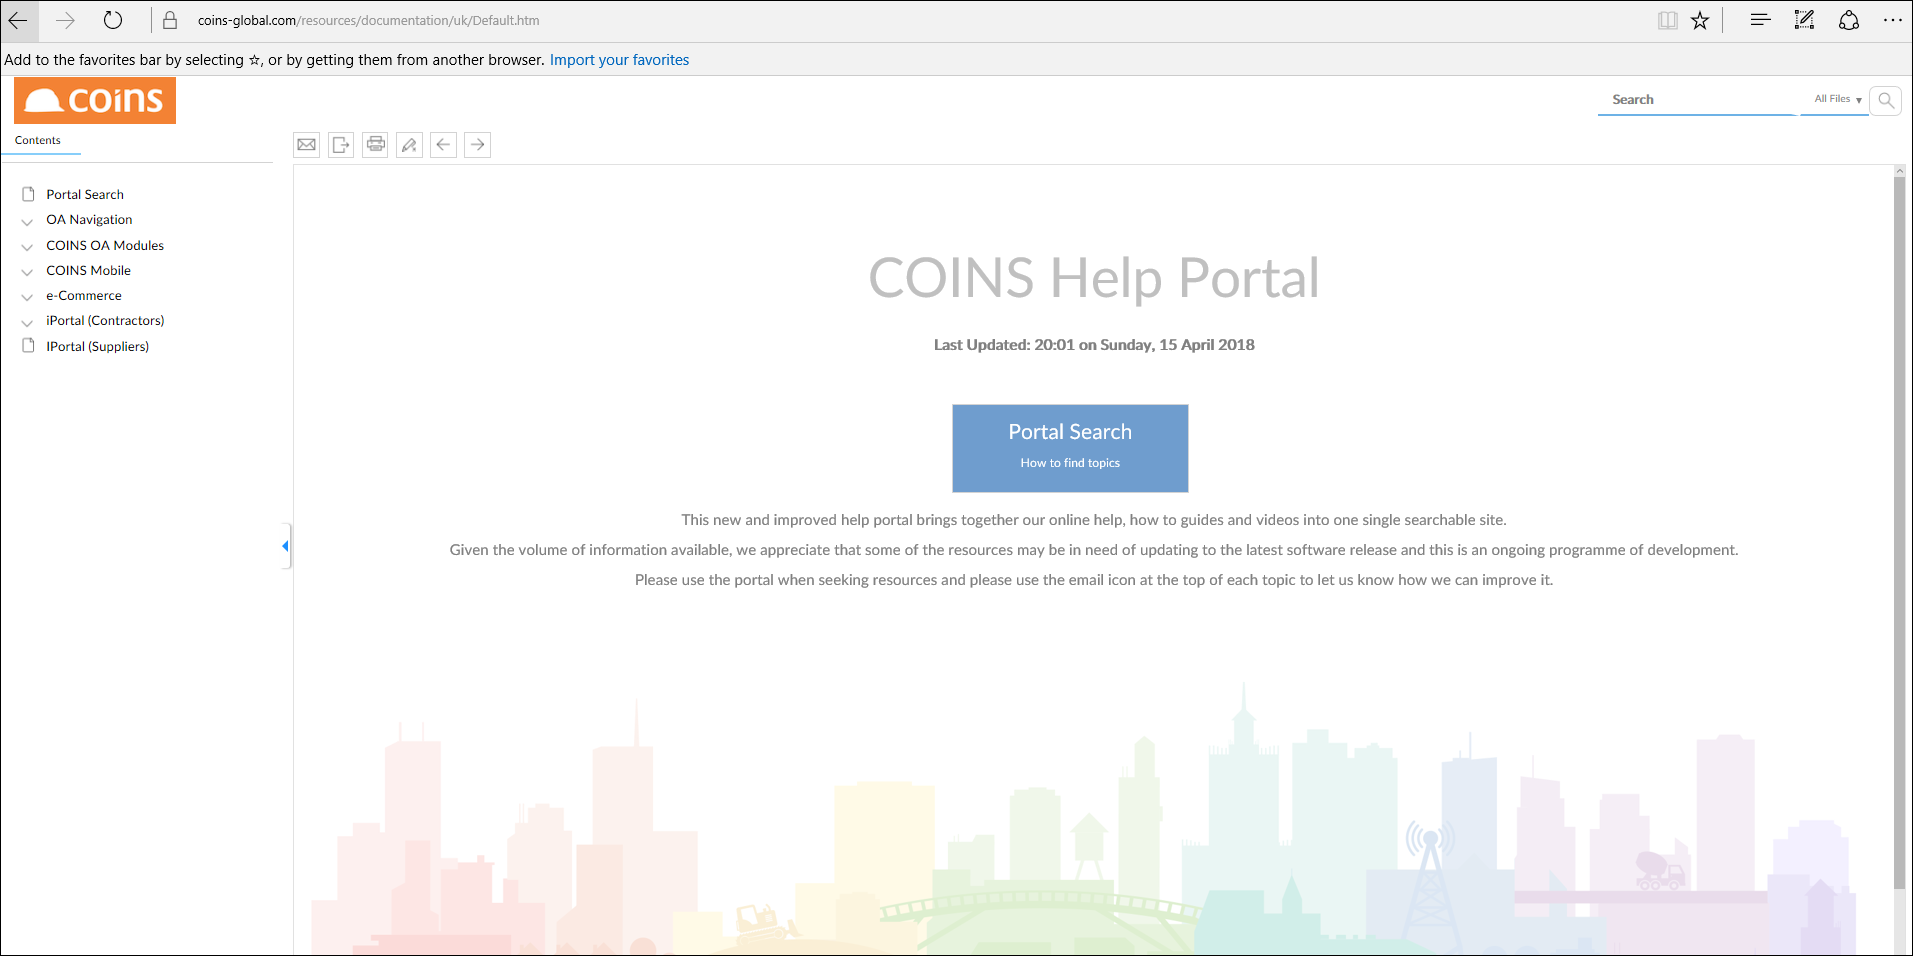 coins-global.com/resources/documentation/uk/Default.htm
Add to the favorites bar by selecting ☆, or by getting them from another browser. Import your favorites
coins
Search
All Files
Contents
Portal Search
OA Navigation
COINS OA Modules
COINS Mobile
e-Commerce
iPortal (Contractors)
IPortal (Suppliers)
COINS Help Portal
Last Updated: 20:01 on Sunday, 15 April 2018
Portal Search
How to find topics
This new and improved help portal brings together our online help, how to guides and videos into one single searchable site.
Given the volume of information available, we appreciate that some of the resources may be in need of updating to the latest software release and this is an ongoing programme of development.
Please use the portal when seeking resources and please use the email icon at the top of each topic to let us know how we can improve it.